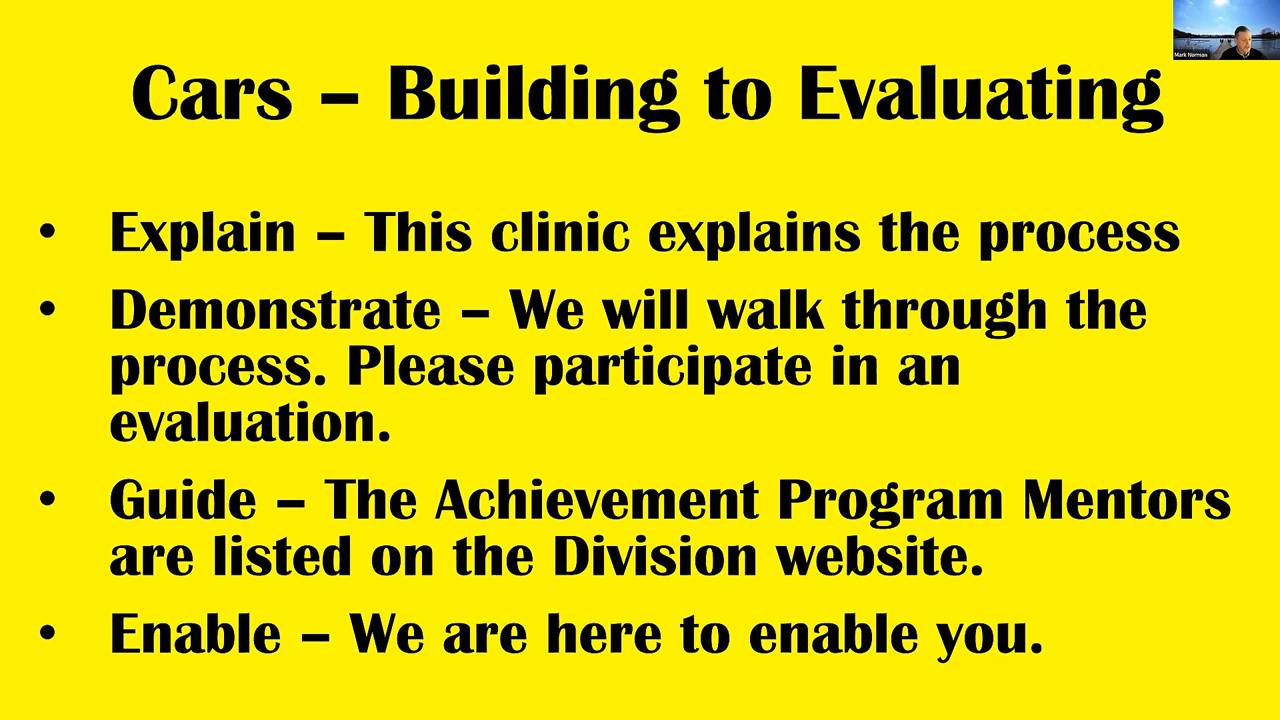 Mark Norman
Cars – Building to Evaluating
• Explain – This clinic explains the process
• Demonstrate – We will walk through the
process. Please participate in an
evaluation.
• Guide – The Achievement Program Mentors
are listed on the Division website.
• Enable – We are here to enable you.